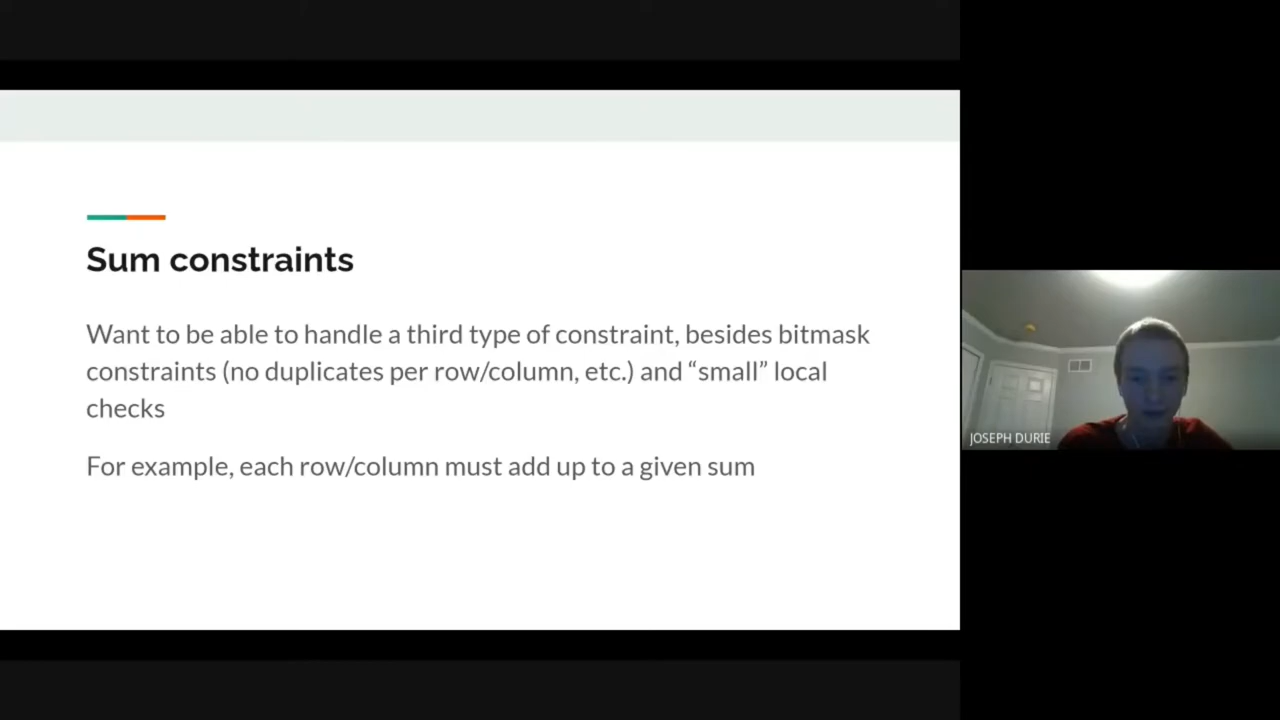 Sum constraints
Want to be able to handle a third type of constraint, besides bitmask
constraints (no duplicates per row/column, etc.) and “small” local
checks
For example, each row/column must add up to a given sum
JOSEPH DURIE